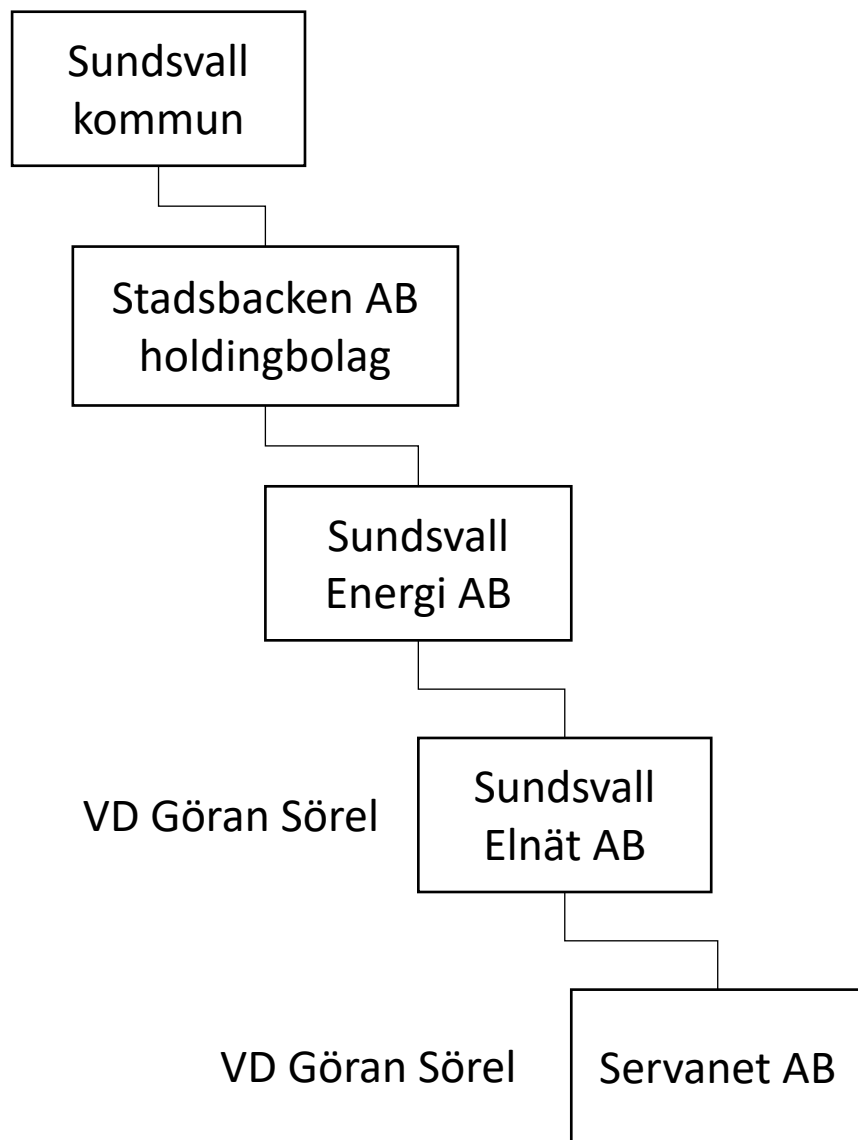 Sundsvall
kommun
Stadsbacken AB
holdingbolag
Sundsvall
Energi AB
VD Göran Sörel
Sundsvall
Elnät AB
VD Göran Sörel
Servanet AB